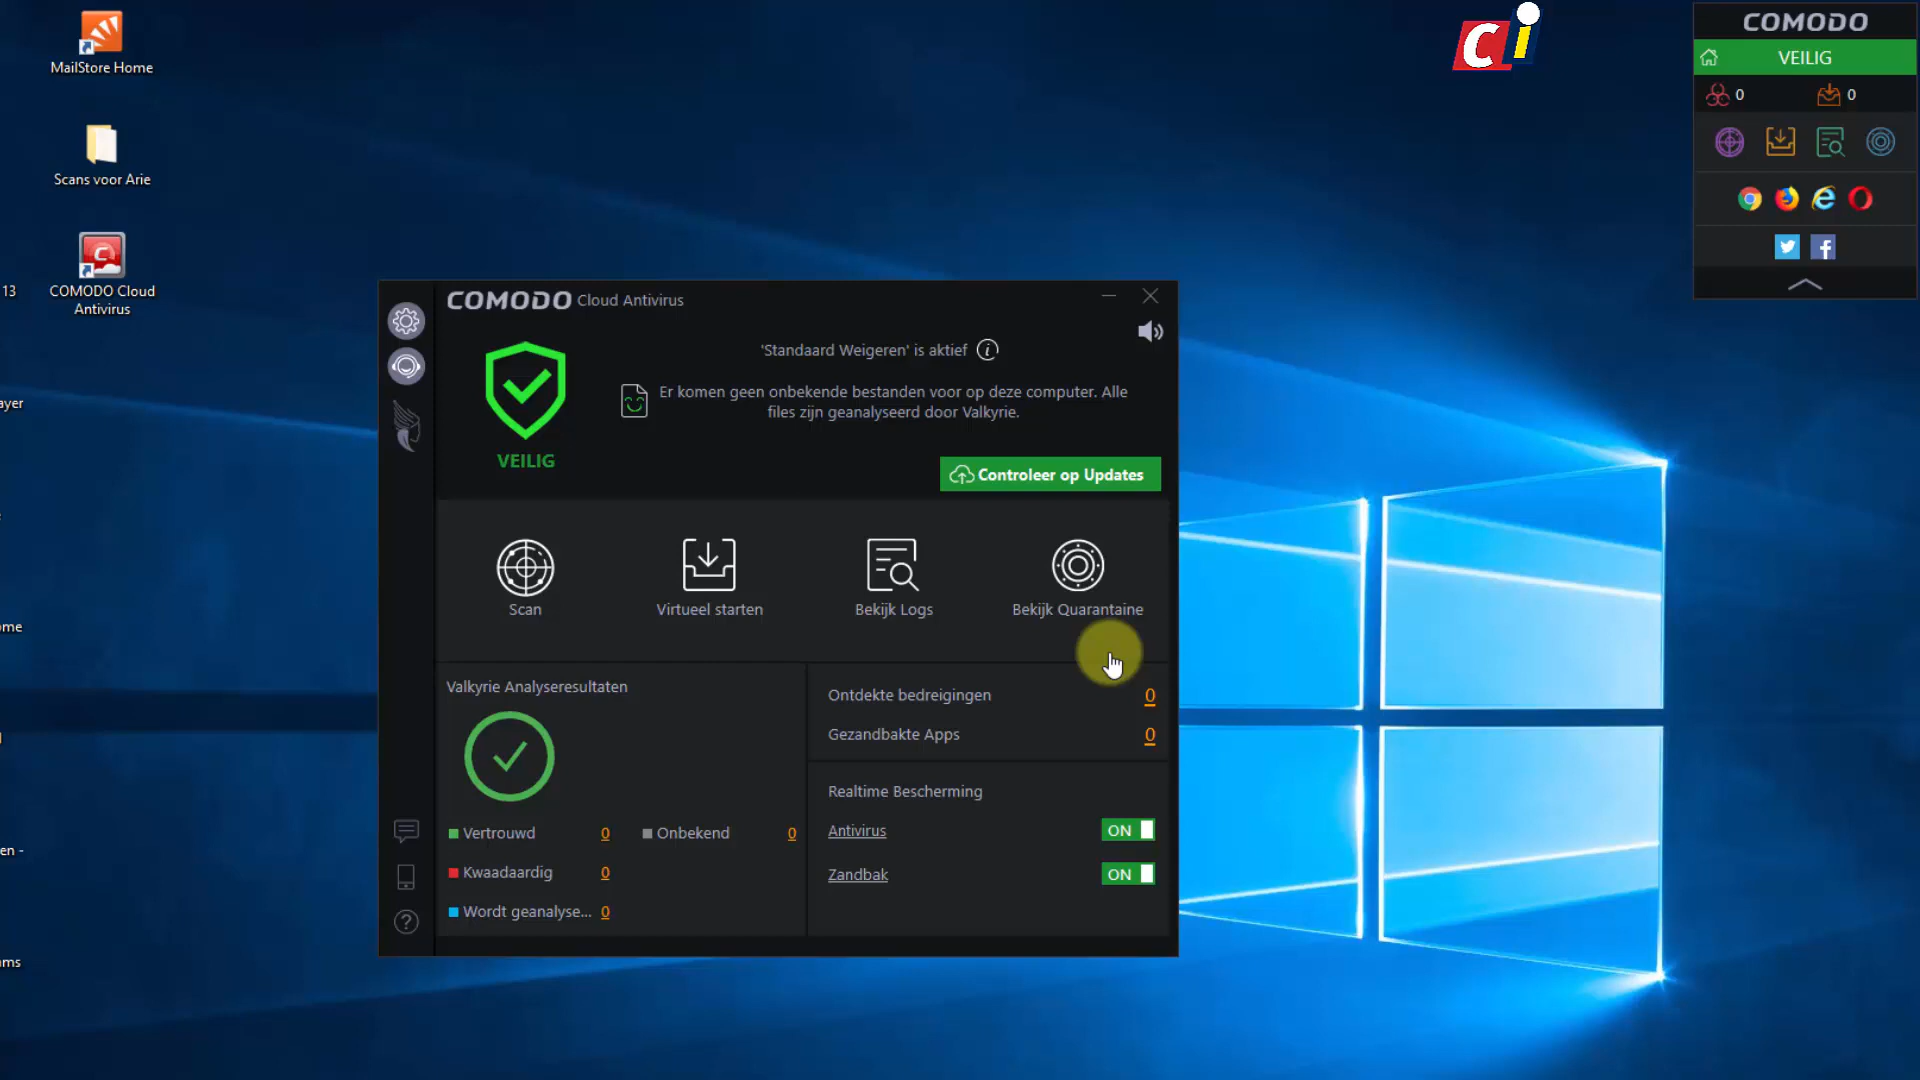 MailStore Home
Scans voor Arie
13
COMODO Cloud
Antivirus
ayer
ome
en -
ams
Ci
COMODO
VEILIG
0
0
COMODO Cloud Antivirus
'Standaard Weigeren' is aktief
Er komen geen onbekende bestanden voor op deze computer. Alle
files zijn geanalyseerd door Valkyrie.
VEILIG
Controleer op Updates
Scan
Virtueel starten
Bekijk Logs
Bekijk Quarantaine
Valkyrie Analyseresultaten
Vertrouwd 0
Onbekend 0
Kwaadaardig 0
Wordt geanalyse... 0
Ontdekte bedreigingen 0
Gezandbakte Apps 0
Realtime Bescherming
Antivirus ON
Zandbak ON